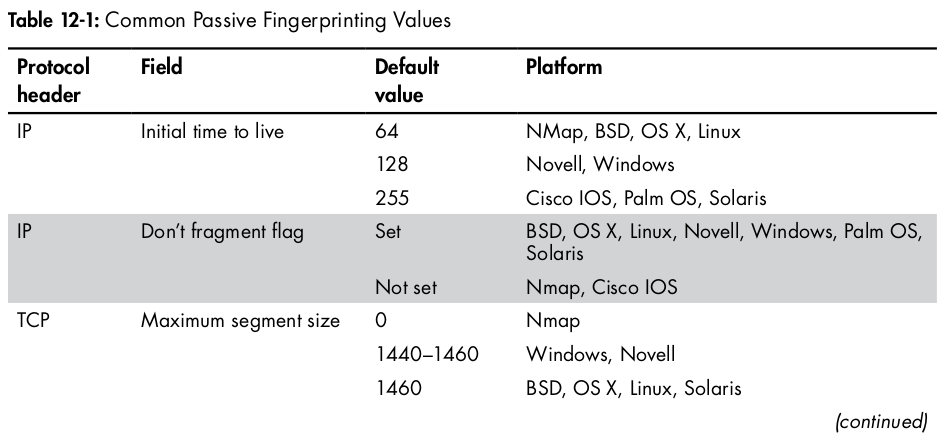 Table 12-1: Common Passive Fingerprinting Values
Protocol header Field Default value Platform
IP Initial time to live 64 NMap, BSD, OS X, Linux
128 Novell, Windows
255 Cisco IOS, Palm OS, Solaris
IP Don’t fragment flag Set BSD, OS X, Linux, Novell, Windows, Palm OS,
Solaris
Not set Nmap, Cisco IOS
TCP Maximum segment size 0 Nmap
1440–1460 Windows, Novell
1460 BSD, OS X, Linux, Solaris
(continued)